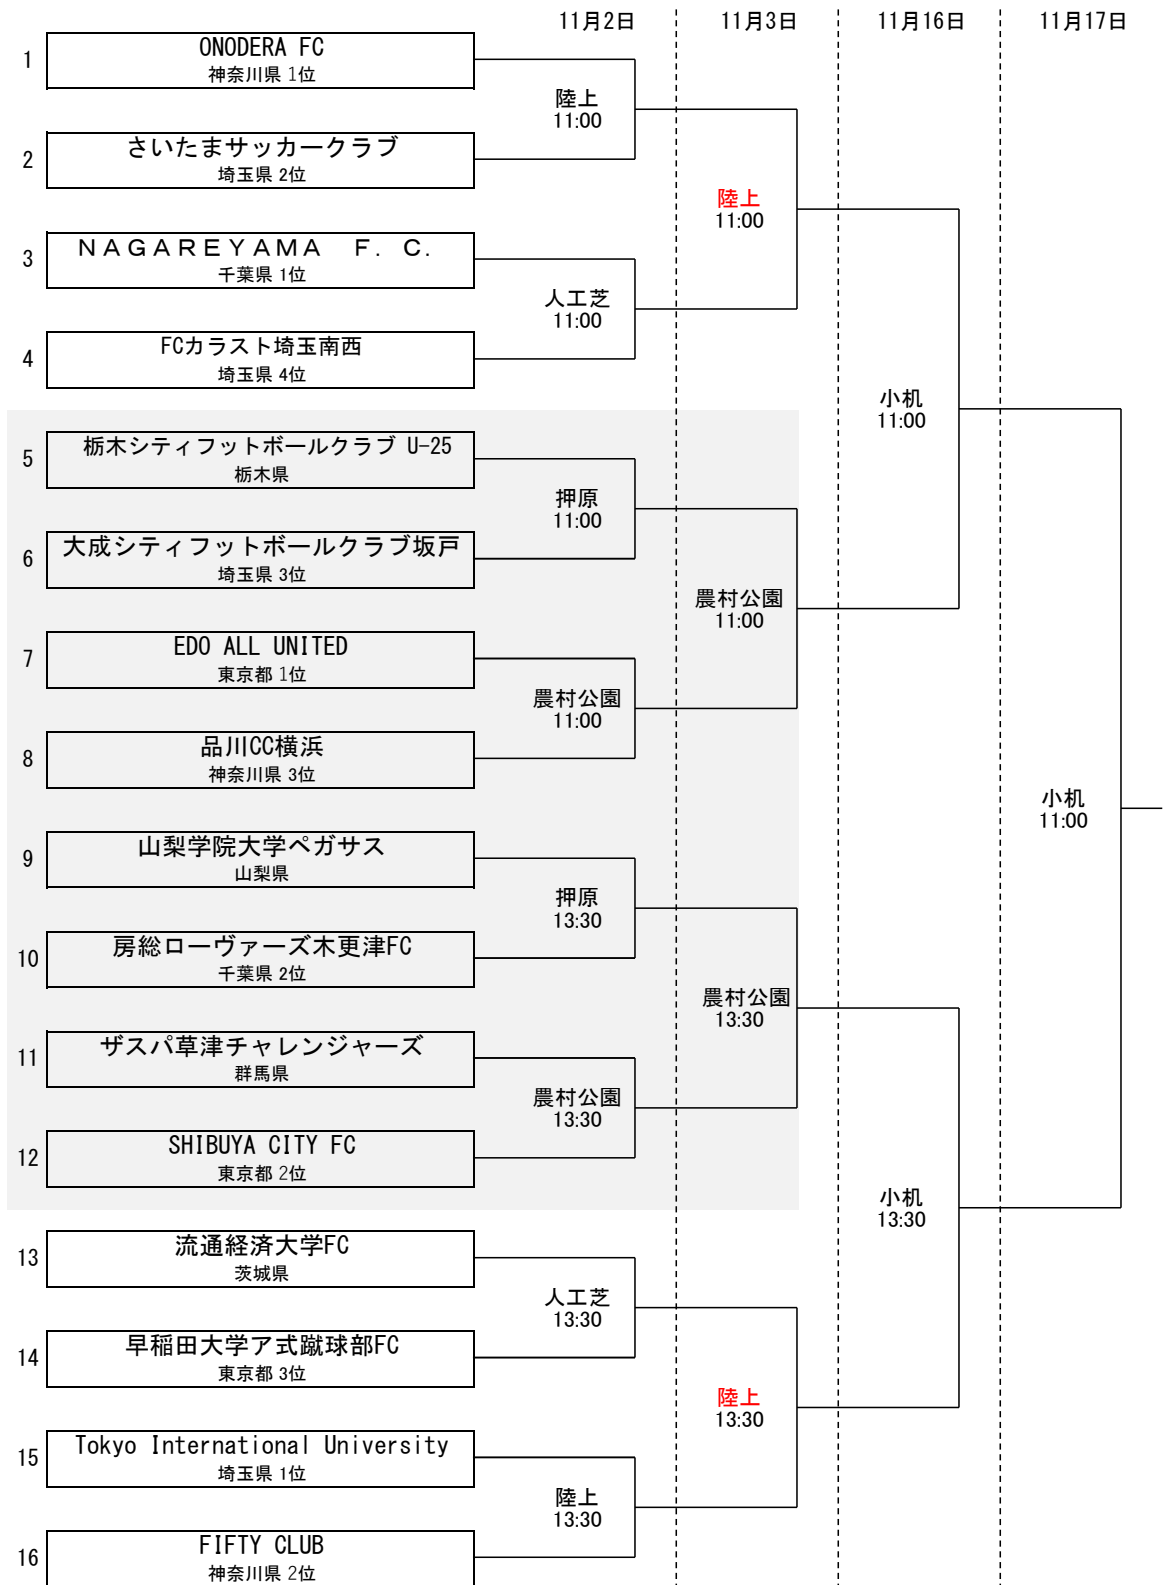 11月2日 11月3日 11月16日 11月17日
1 ONODERA FC
神奈川県 1位
陸上
11:00
2 さいたまサッカークラブ
埼玉県 2位
陸上
11:00
3 ＮＡＧＡＲＥＹＡＭＡ　Ｆ．Ｃ．
千葉県 1位
人工芝
11:00
4 FCカラスト埼玉南西
埼玉県 4位
小机
11:00
5 栃木シティフットボールクラブ U-25
栃木県
押原
11:00
6 大成シティフットボールクラブ坂戸
埼玉県 3位
農村公園
11:00
7 EDO ALL UNITED
東京都 1位
農村公園
11:00
8 品川CC横浜
神奈川県 3位
小机
11:00
9 山梨学院大学ペガサス
山梨県
押原
13:30
10 房総ローヴァーズ木更津FC
千葉県 2位
農村公園
13:30
11 ザスパ草津チャレンジャーズ
群馬県
農村公園
13:30
12 SHIBUYA CITY FC
東京都 2位
小机
13:30
13 流通経済大学FC
茨城県
人工芝
13:30
14 早稲田大学ア式蹴球部FC
東京都 3位
陸上
13:30
15 Tokyo International University
埼玉県 1位
陸上
13:30
16 FIFTY CLUB
神奈川県 2位